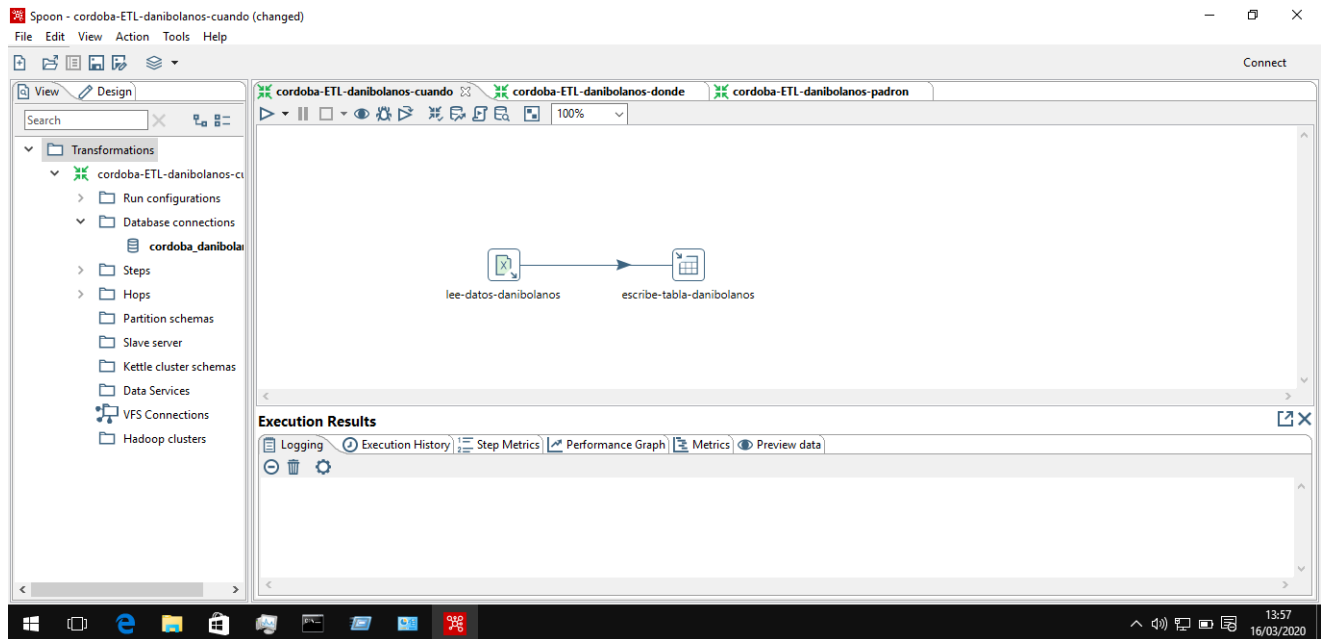 Spoon - cordoba-ETL-danibolanos-cuando (changed)
File Edit View Action Tools Help
Connect
View Design
cordoba-ETL-danibolanos-cuando cordoba-ETL-danibolanos-donde cordoba-ETL-danibolanos-padron
Search
100%
Transformations
cordoba-ETL-danibolanos-cu
Run configurations
Database connections
cordoba_danibolan
Steps
Hops
Partition schemas
Slave server
Kettle cluster schemas
Data Services
VFS Connections
Hadoop clusters
lee-datos-danibolanos escribe-tabla-danibolanos
Execution Results
Logging Execution History Step Metrics Performance Graph Metrics Preview data
13:57
16/03/2020